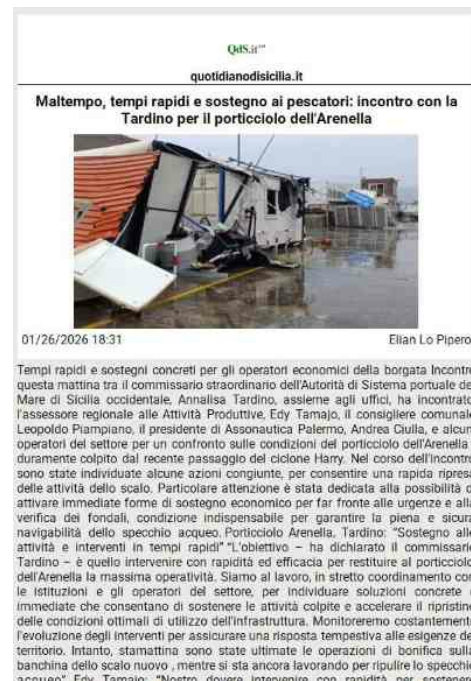 QdS.it
quotidianodisicilia.it
Maltempo, tempi rapidi e sostegno ai pescatori: incontro con la
Tardino per il porticciolo dell'Arenella
01/26/2026 18:31
Elian Lo Pipero
Tempi rapidi e sostegni concreti per gli operatori economici della borgata Incontro
questa mattina tra il commissario straordinario dell'Autorità di Sistema portuale de
Mare di Sicilia occidentale, Annalisa Tardino, assieme agli uffici, ha incontrato
l'assessore regionale alle Attività Produttive, Edy Tamajo, il consigliere comunale
Leopoldo Piampiano, il presidente di Assonautica Palermo, Andrea Ciulla, e alcun
operatori del settore per un confronto sulle condizioni del porticciolo dell'Arenella
duramente colpito dal recente passaggio del ciclone Harry. Nel corso dell'incontro
sono state individuate alcune azioni congiunte, per consentire una rapida ripresa
delle attività dello scalo. Particolare attenzione è stata dedicata alla possibilità d
attivare immediate forme di sostegno economico per far fronte alle urgenze e alla
verifica dei fondali, condizione indispensabile per garantire la piena e sicura
navigabilità dello specchio acqueo. Porticciolo Arenella, Tardino: "Sostegno alle
attività e interventi in tempi rapidi" "L'obiettivo – ha dichiarato il commissario
Tardino – è quello intervenire con rapidità ed efficacia per restituire al porticciolo
dell'Arenella la massima operatività. Siamo al lavoro, in stretto coordinamento con
le istituzioni e gli operatori del settore, per individuare soluzioni concrete
immediate che consentano di sostenere le attività colpite e accelerare il ripristino
delle condizioni ottimali di utilizzo dell'infrastruttura. Monitoreremo costantemente
l'evoluzione degli interventi per assicurare una risposta tempestiva alle esigenze de
territorio. Intanto, stamattina sono state ultimate le operazioni di bonifica sulla
banchina dello scalo nuovo , mentre si sta ancora lavorando per ripulire lo specchio
acqueo" Edy Tamajo: "Nostro dovere intervenire con rapidità per sostenere